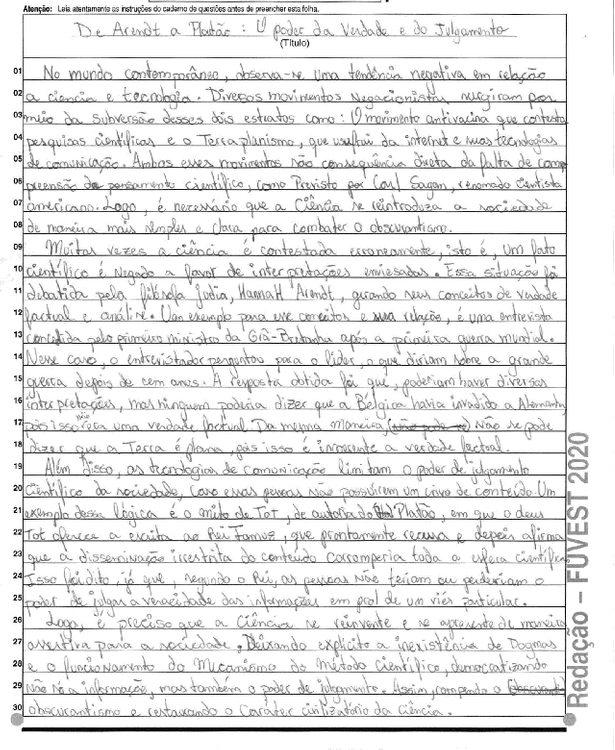 Atenção: Leia atentamente as instruções do caderno de questões antes de preencher esta folha.
De Arendt a Platão: O poder da Verdade e do Julgamento
(Título)
01 No mundo contemporâneo, observa-se uma tendência negativa em relação
02 a ciência e tecnologia. Diversos movimentos negacionistas surgiram por
03 meio da subversão desses dois estratos como: O movimento antivacina que contesta
04 pesquisas científicas e o Terraplanismo, que usufrui da internet e suas tecnologias
05 de comunicação. Ambos esses movimentos são consequência direta da falta de com
06 preensão do pensamento científico, como Previsto por Carl Sagan, renomado cientista
07 americano. Logo, é necessário que a Ciência se reintroduza a sociedade
08 de maneira mais simples e clara para combater o obscurantismo.
09 Muitas vezes a ciência é contestada erroneamente, isto é, um fato
10 científico é negado a favor de interpretações enviesadas. Essa situação foi
11 debatida pela filósofa Judia, HannaH Arendt, gerando seus conceitos de verdade
12 factual e análise. Um exemplo para esse conceitos e sua relação, é uma entrevista
13 concedida pelo primeiro ministro da Grã-Bretanha após a primeira guerra mundial.
14 Nesse caso, o entrevistador perguntou para o líder, o que diriam sobre a grande
15 guerra depois de cem anos. A resposta obtida foi que, poderiam haver diversas
16 interpretações, mas ninguem poderia dizer que a Bélgica havia invadido a Alemanha,
17 pois isso não era uma verdade factual. Da mesma maneira, não se pode
18 dizer que a Terra é plana, pois isso é inerente a verdade factual.
19 Além disso, as tecnologias de comunicação limitam o poder de julgamento
20 Científico da sociedade, Caso essas pessoas não possuirem um crivo de conteúdo. Um
21 exemplo dessa lógica é o mito de Tot, de autoria do Platão, em que o deus
22 Tot oferece a escrita ao Rei Tamuz, que prontamente recusa e depois afirma
23 que a disseminação irrestrita do conteúdo corromperia toda a esfera científica.
24 Isso foi dito, já que, segundo o Rei, as pessoas não teriam ou perderiam o
25 poder de julgar a veracidade das informações em prol de um viés particular.
26 Logo, é preciso que a Ciência se reinvente e se apresente de maneira
27 assertiva para a sociedade. Deixando explícito a inexistência de Dogmas
28 e o funcionamento do Mecanismo do Método Científico, democratizando
29 não só a informação, mas também o poder de julgamento. Assim, rompendo o
30 obscurantismo e restaurando o Caráter civilizatório da Ciência.
Redação – FUVEST 2020